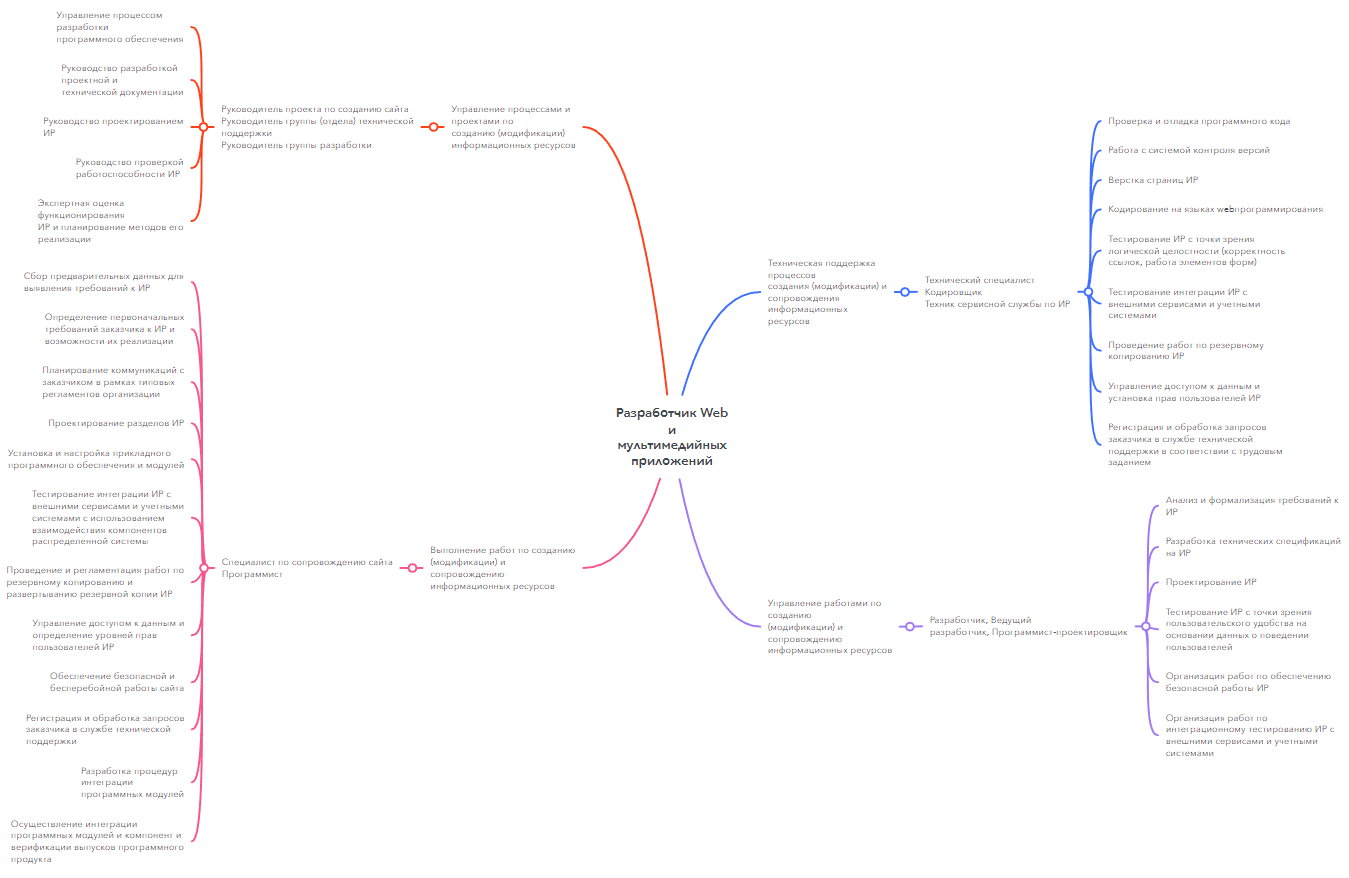 Разработчик Web
и
мультимедийных
приложений
Управление процессами и
проектами по
созданию (модификации)
информационных ресурсов
Руководитель проекта по созданию сайта
Руководитель группы (отдела) технической
поддержки
Руководитель группы разработки
Управление процессом
разработки
программного обеспечения
Руководство разработкой
проектной и
технической документации
Руководство проектированием
ИР
Руководство проверкой
работоспособности ИР
Экспертная оценка
функционирования
ИР и планирование методов его
реализации
Техническая поддержка
процессов
создания (модификации) и
сопровождения
информационных
ресурсов
Технический специалист
Кодировщик
Техник сервисной службы по ИР
Проверка и отладка программного кода
Работа с системой контроля версий
Верстка страниц ИР
Кодирование на языках webпрограммирования
Тестирование ИР с точки зрения
логической целостности (корректность
ссылок, работа элементов форм)
Тестирование интеграции ИР с
внешними сервисами и учетными
системами
Проведение работ по резервному
копированию ИР
Управление доступом к данным и
установка прав пользователей ИР
Регистрация и обработка запросов
заказчика в службе технической
поддержки в соответствии с трудовым
заданием
Выполнение работ по созданию
(модификации) и
сопровождению
информационных ресурсов
Специалист по сопровождению сайта
Программист
Сбор предварительных данных для
выявления требований к ИР
Определение первоначальных
требований заказчика к ИР и
возможности их реализации
Планирование коммуникаций с
заказчиком в рамках типовых
регламентов организации
Проектирование разделов ИР
Установка и настройка прикладного
программного обеспечения и модулей
Тестирование интеграции ИР с
внешними сервисами и учетными
системами с использованием
взаимодействия компонентов
распределенной системы
Проведение и регламентация работ по
резервному копированию и
развертыванию резервной копии ИР
Управление доступом к данным и
определение уровней прав
пользователей ИР
Обеспечение безопасной и
бесперебойной работы сайта
Регистрация и обработка запросов
заказчика в службе технической
поддержки
Разработка процедур
интеграции
программных модулей
Осуществление интеграции
программных модулей и компонент и
верификации выпусков программного
продукта
Управление работами по
созданию
(модификации) и
сопровождению
информационных ресурсов
Разработчик, Ведущий
разработчик, Программист-проектировщик
Анализ и формализация требований к
ИР
Разработка технических спецификаций
на ИР
Проектирование ИР
Тестирование ИР с точки зрения
пользовательского удобства на
основании данных о поведении
пользователей
Организация работ по обеспечению
безопасной работы ИР
Организация работ по
интеграционному тестированию ИР с
внешними сервисами и учетными
системами